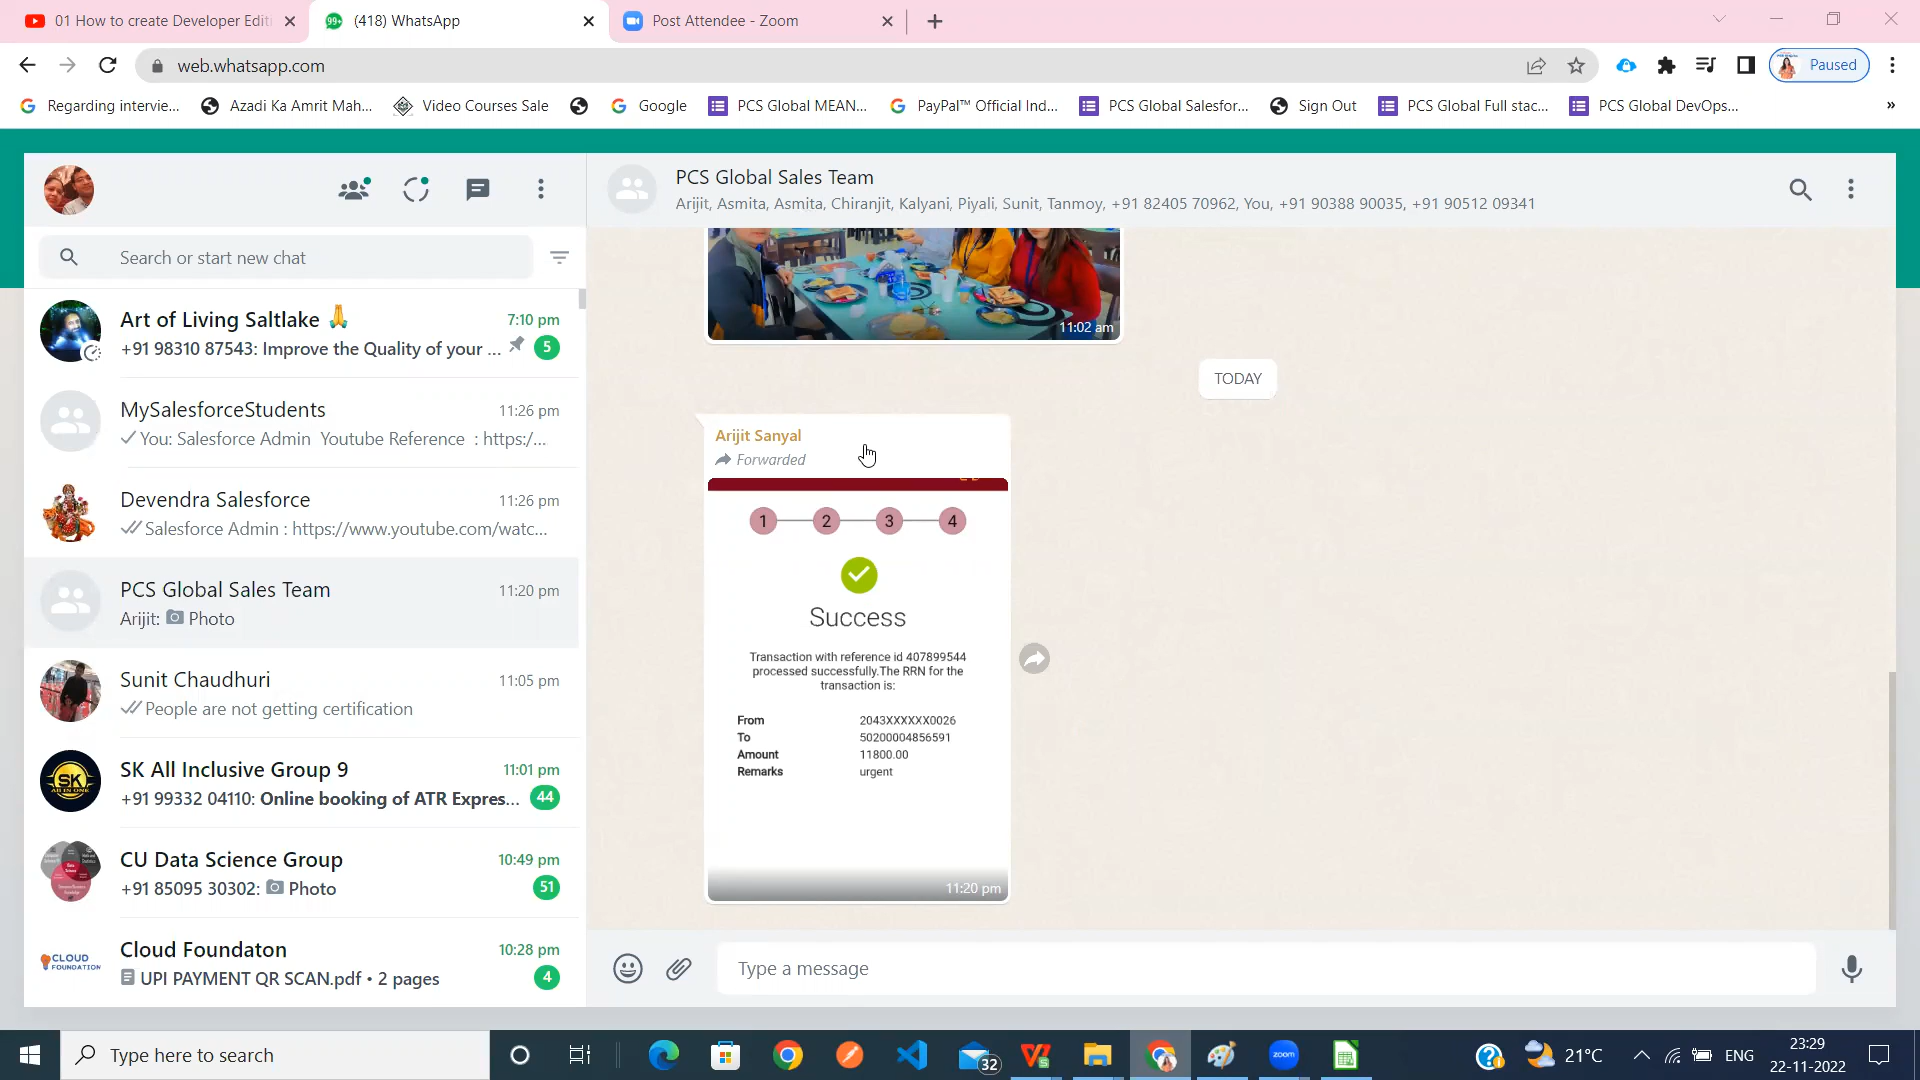 01 How to create Developer Editi
(418) WhatsApp
Post Attendee - Zoom
web.whatsapp.com
Paused
Regarding intervie...
Azadi Ka Amrit Mah...
Video Courses Sale
Google
PCS Global MEAN...
PayPal™ Official Ind...
PCS Global Salesfor...
Sign Out
PCS Global Full stac...
PCS Global DevOps...
PCS Global Sales Team
Arijit, Asmita, Asmita, Chiranjit, Kalyani, Piyali, Sunit, Tanmoy, +91 82405 70962, You, +91 90388 90035, +91 90512 09341
Search or start new chat
Art of Living Saltlake 🙏 7:10 pm
+91 98310 87543: Improve the Quality of your ... 5
MySalesforceStudents 11:26 pm
You: Salesforce Admin Youtube Reference : https:/...
Devendra Salesforce 11:26 pm
Salesforce Admin : https://www.youtube.com/watc...
PCS Global Sales Team 11:20 pm
Arijit: Photo
Sunit Chaudhuri 11:05 pm
People are not getting certification
SK All Inclusive Group 9 11:01 pm
+91 99332 04110: Online booking of ATR Expres... 44
CU Data Science Group 10:49 pm
+91 85095 30302: Photo 51
Cloud Foundaton 10:28 pm
UPI PAYMENT QR SCAN.pdf • 2 pages 4
SK
CLOUD
FOUNDATION
11:02 am
TODAY
Arijit Sanyal
Forwarded
1 2 3 4
Success
Transaction with reference id 407899544
processed successfully.The RRN for the
transaction is:
From 2043XXXXXX0026
To 50200004856591
Amount 11800.00
Remarks urgent
11:20 pm
Type a message
Type here to search
32
zoom
21°C
ENG
23:29
22-11-2022